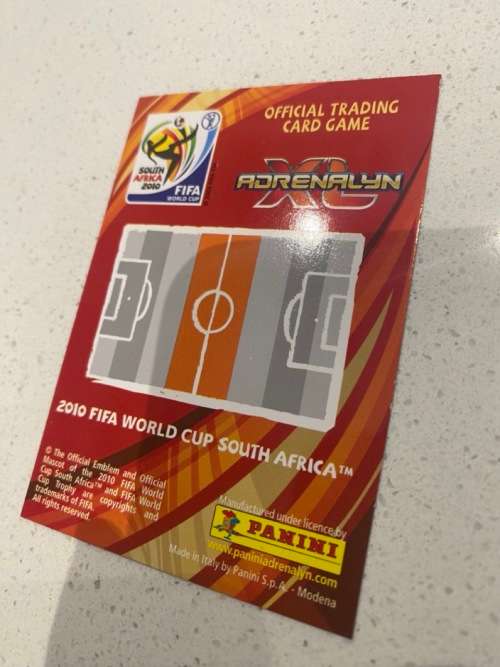 OFFICIAL TRADING
CARD GAME
SOUTH
AFRICA
2010
FIFA
WORLD CUP
ADRENALYN
XL
2010 FIFA WORLD CUP SOUTH AFRICA™
© The Official Emblem and Official
Mascot of the 2010 FIFA World
Cup South Africa™ and FIFA World
Cup Trophy are copyrights and
trademarks of FIFA.
All rights reserved.
Manufactured under licence by
PANINI
www.paniniadrenalyn.com
Made in Italy by Panini S.p.A. - Modena